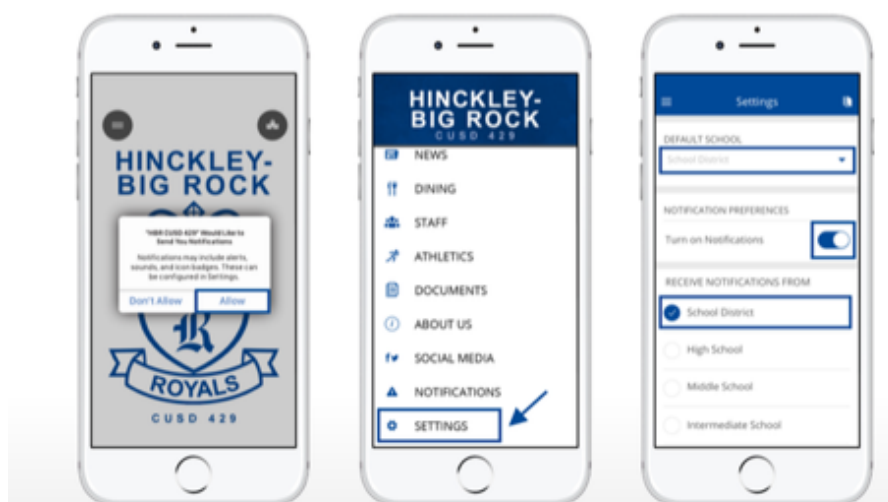 HINCKLEY-
BIG ROCK
"HBR CUSD 429" Would Like to
Send You Notifications
Notifications may include alerts,
sounds, and icon badges. These can
be configured in Settings.
Don't Allow
Allow
R
ROYALS
CUSD 429
HINCKLEY-
BIG ROCK
CUSD 429
NEWS
DINING
STAFF
ATHLETICS
DOCUMENTS
ABOUT US
SOCIAL MEDIA
NOTIFICATIONS
SETTINGS
Settings
DEFAULT SCHOOL
School District
NOTIFICATION PREFERENCES
Turn on Notifications
RECEIVE NOTIFICATIONS FROM
School District
High School
Middle School
Intermediate School